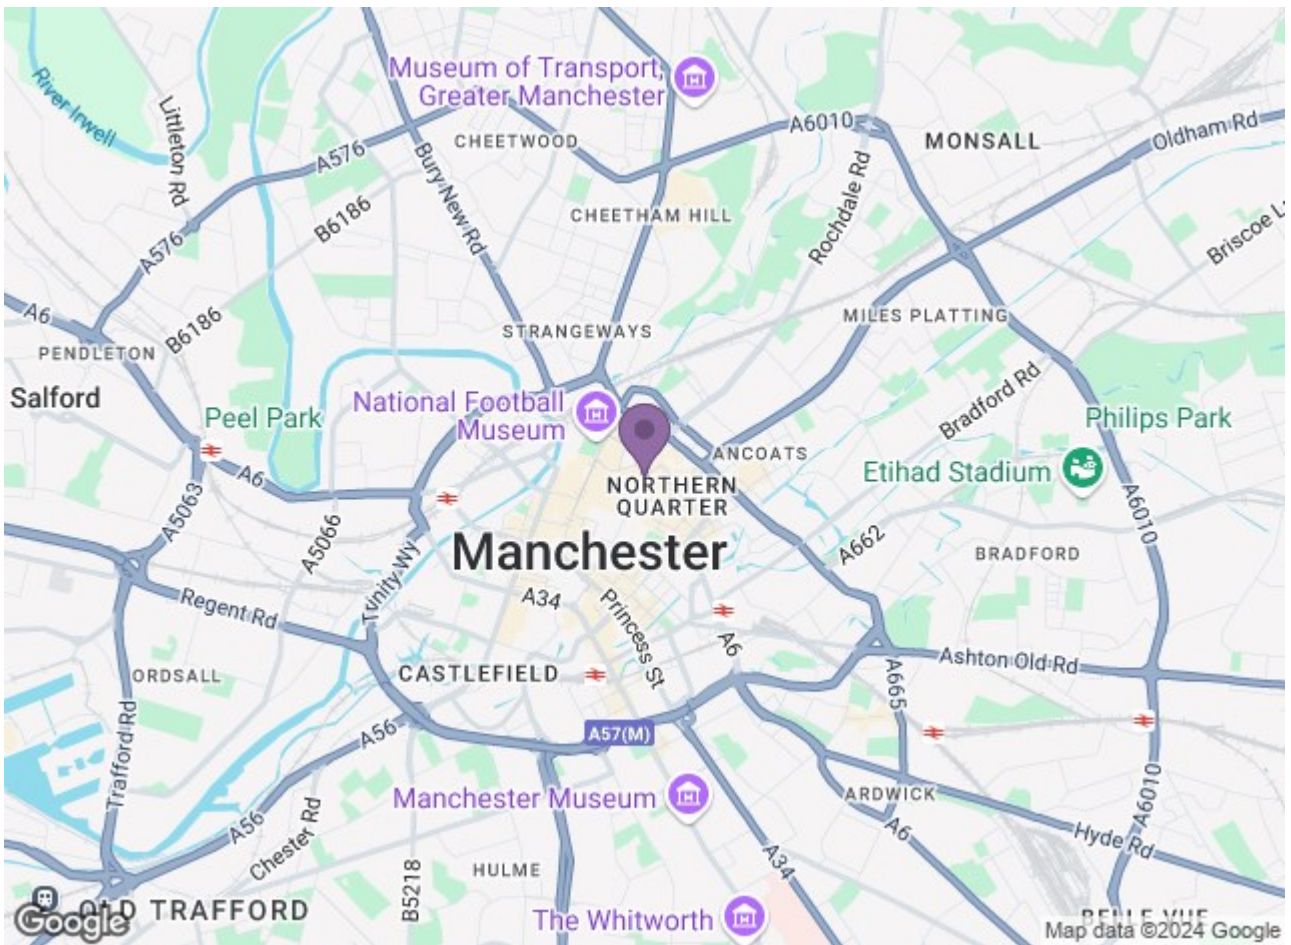 Museum of Transport,
Greater Manchester
River Irwell
Littleton Rd
CHEETWOOD
A6010
MONSALL
Oldham Rd
A576
Bury New Rd
B6186
CHEETHAM HILL
Rochdale Rd
Briscoe L
A576
A6
B6186
STRANGEWAYS
MILES PLATTING
PENDLETON
Salford
Peel Park
National Football
Museum
Bradford Rd
Philips Park
ANCOATS
Etihad Stadium
A6
NORTHERN
QUARTER
A5063
A5066
A6010
Manchester
A662
BRADFORD
Trinity Wy
Regent Rd
A34
Princess St
A6
Ashton Old Rd
ORDSALL
CASTLEFIELD
A665
Trafford Rd
A56
A57(M)
Manchester Museum
ARDWICK
A6010
A56
Chester Rd
A6
Hyde Rd
HULME
B5218
A34
OLD TRAFFORD
The Whitworth
BELLE VUE
Google
Map data ©2024 Google